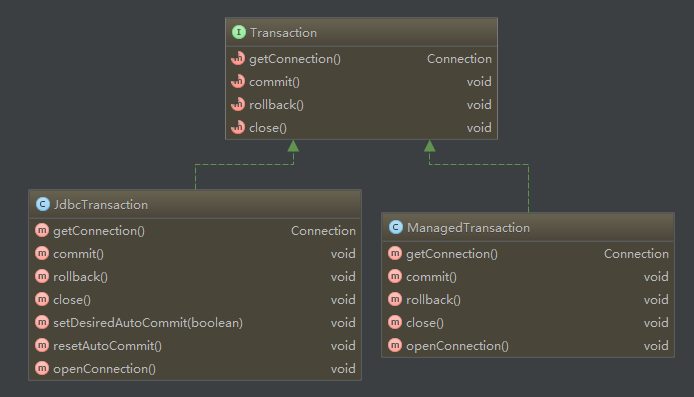 I Transaction
m getConnection() Connection
m commit() void
m rollback() void
m close() void
C JdbcTransaction
m getConnection() Connection
m commit() void
m rollback() void
m close() void
m setDesiredAutoCommit(boolean) void
m resetAutoCommit() void
m openConnection() void
C ManagedTransaction
m getConnection() Connection
m commit() void
m rollback() void
m close() void
m openConnection() void